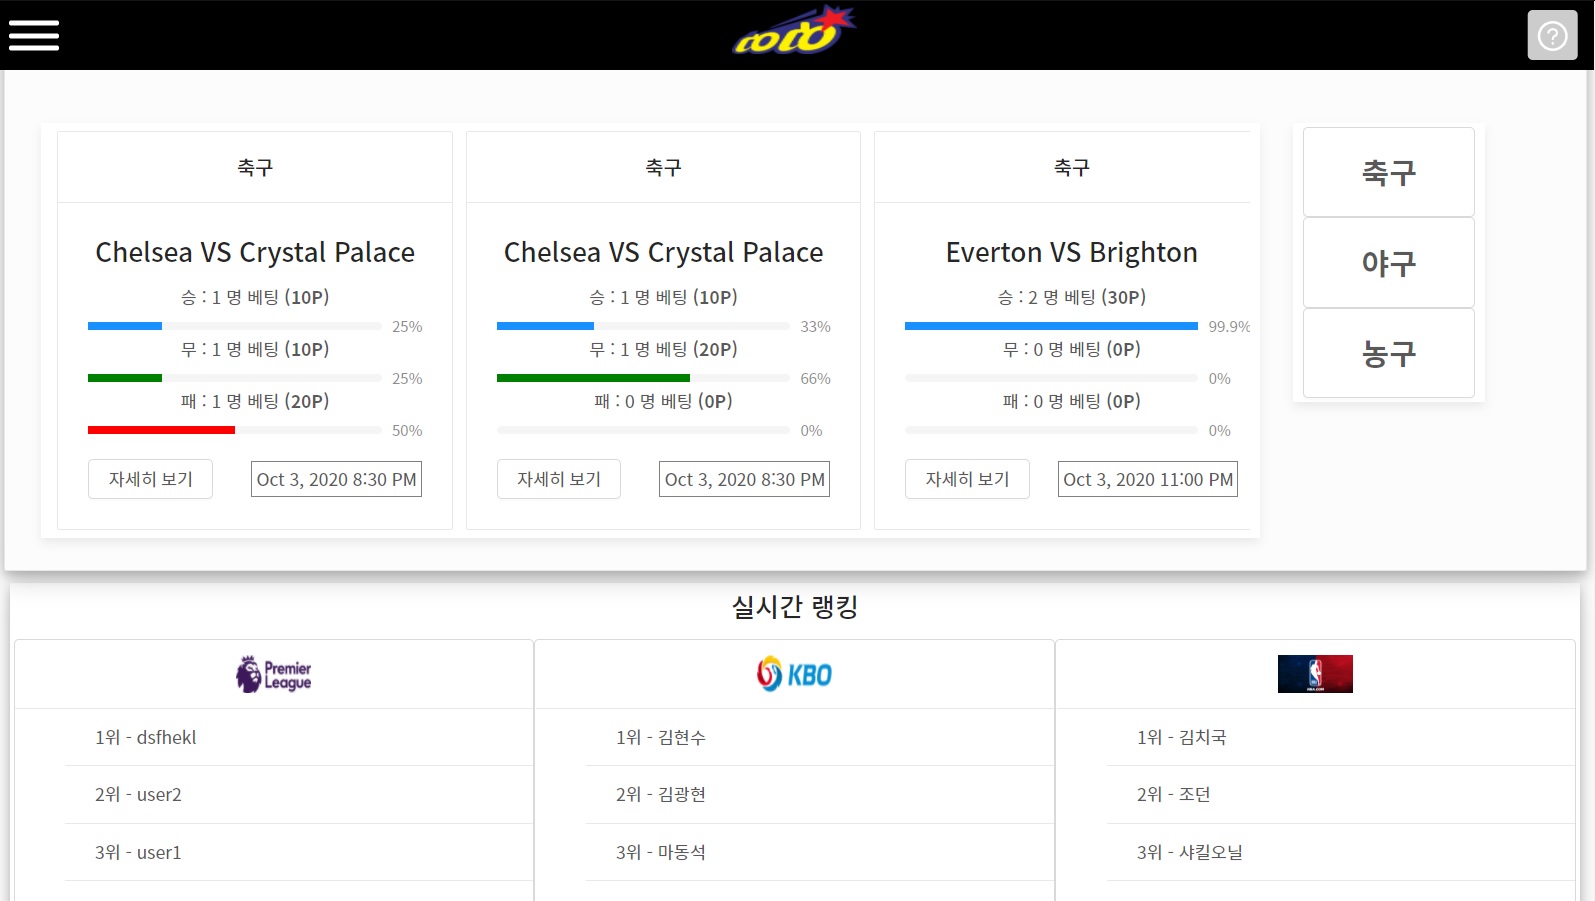 축구
Chelsea VS Crystal Palace
승 : 1 명 베팅 (10P)
25%
무 : 1 명 베팅 (10P)
25%
패 : 1 명 베팅 (20P)
50%
자세히 보기
Oct 3, 2020 8:30 PM
축구
Chelsea VS Crystal Palace
승 : 1 명 베팅 (10P)
33%
무 : 1 명 베팅 (20P)
66%
패 : 0 명 베팅 (0P)
0%
자세히 보기
Oct 3, 2020 8:30 PM
축구
Everton VS Brighton
승 : 2 명 베팅 (30P)
99.9%
무 : 0 명 베팅 (0P)
0%
패 : 0 명 베팅 (0P)
0%
자세히 보기
Oct 3, 2020 11:00 PM
축구
야구
농구
실시간 랭킹
Premier
League
1위 - dsfhekl
2위 - user2
3위 - user1
KBO
1위 - 김현수
2위 - 김광현
3위 - 마동석
1위 - 김치국
2위 - 조던
3위 - 샤킬오닐